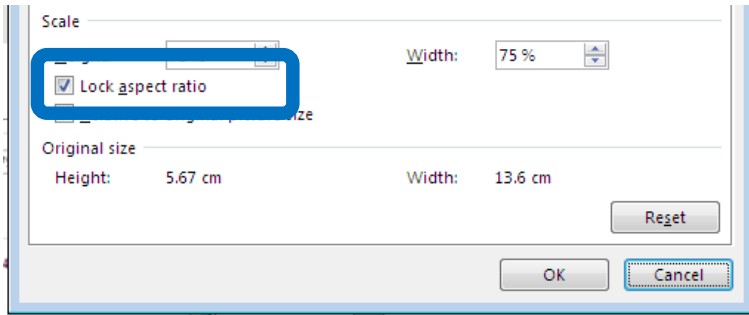 Scale
Width: 75 %
Lock aspect ratio
size
Original size
Height: 5.67 cm Width: 13.6 cm
Reset
OK Cancel